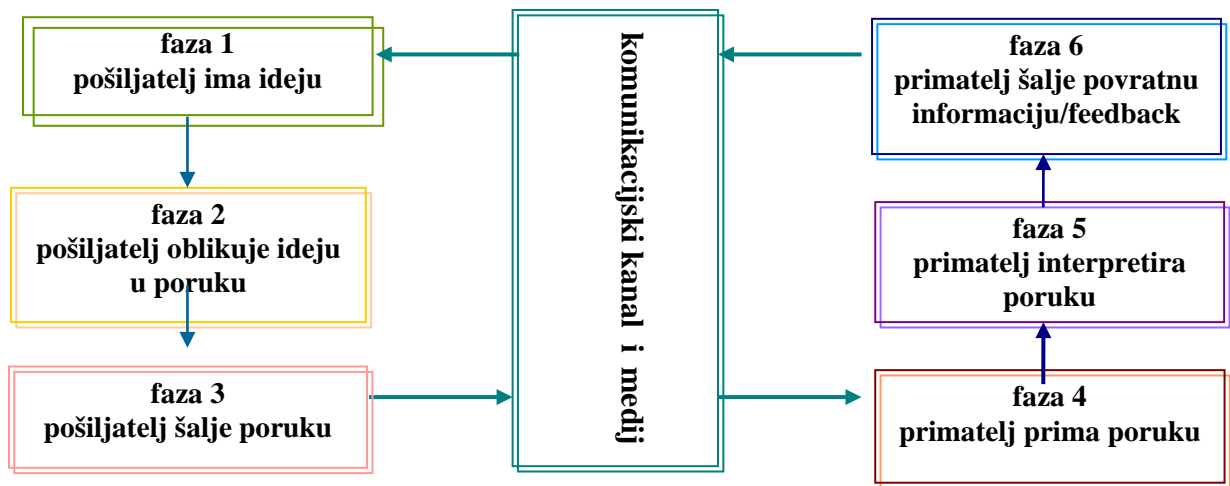 faza 1
pošiljatelj ima ideju
faza 2
pošiljatelj oblikuje ideju
u poruku
faza 3
pošiljatelj šalje poruku
komunikacijski kanal i medij
faza 6
primatelj šalje povratnu
informaciju/feedback
faza 5
primatelj interpretira
poruku
faza 4
primatelj prima poruku